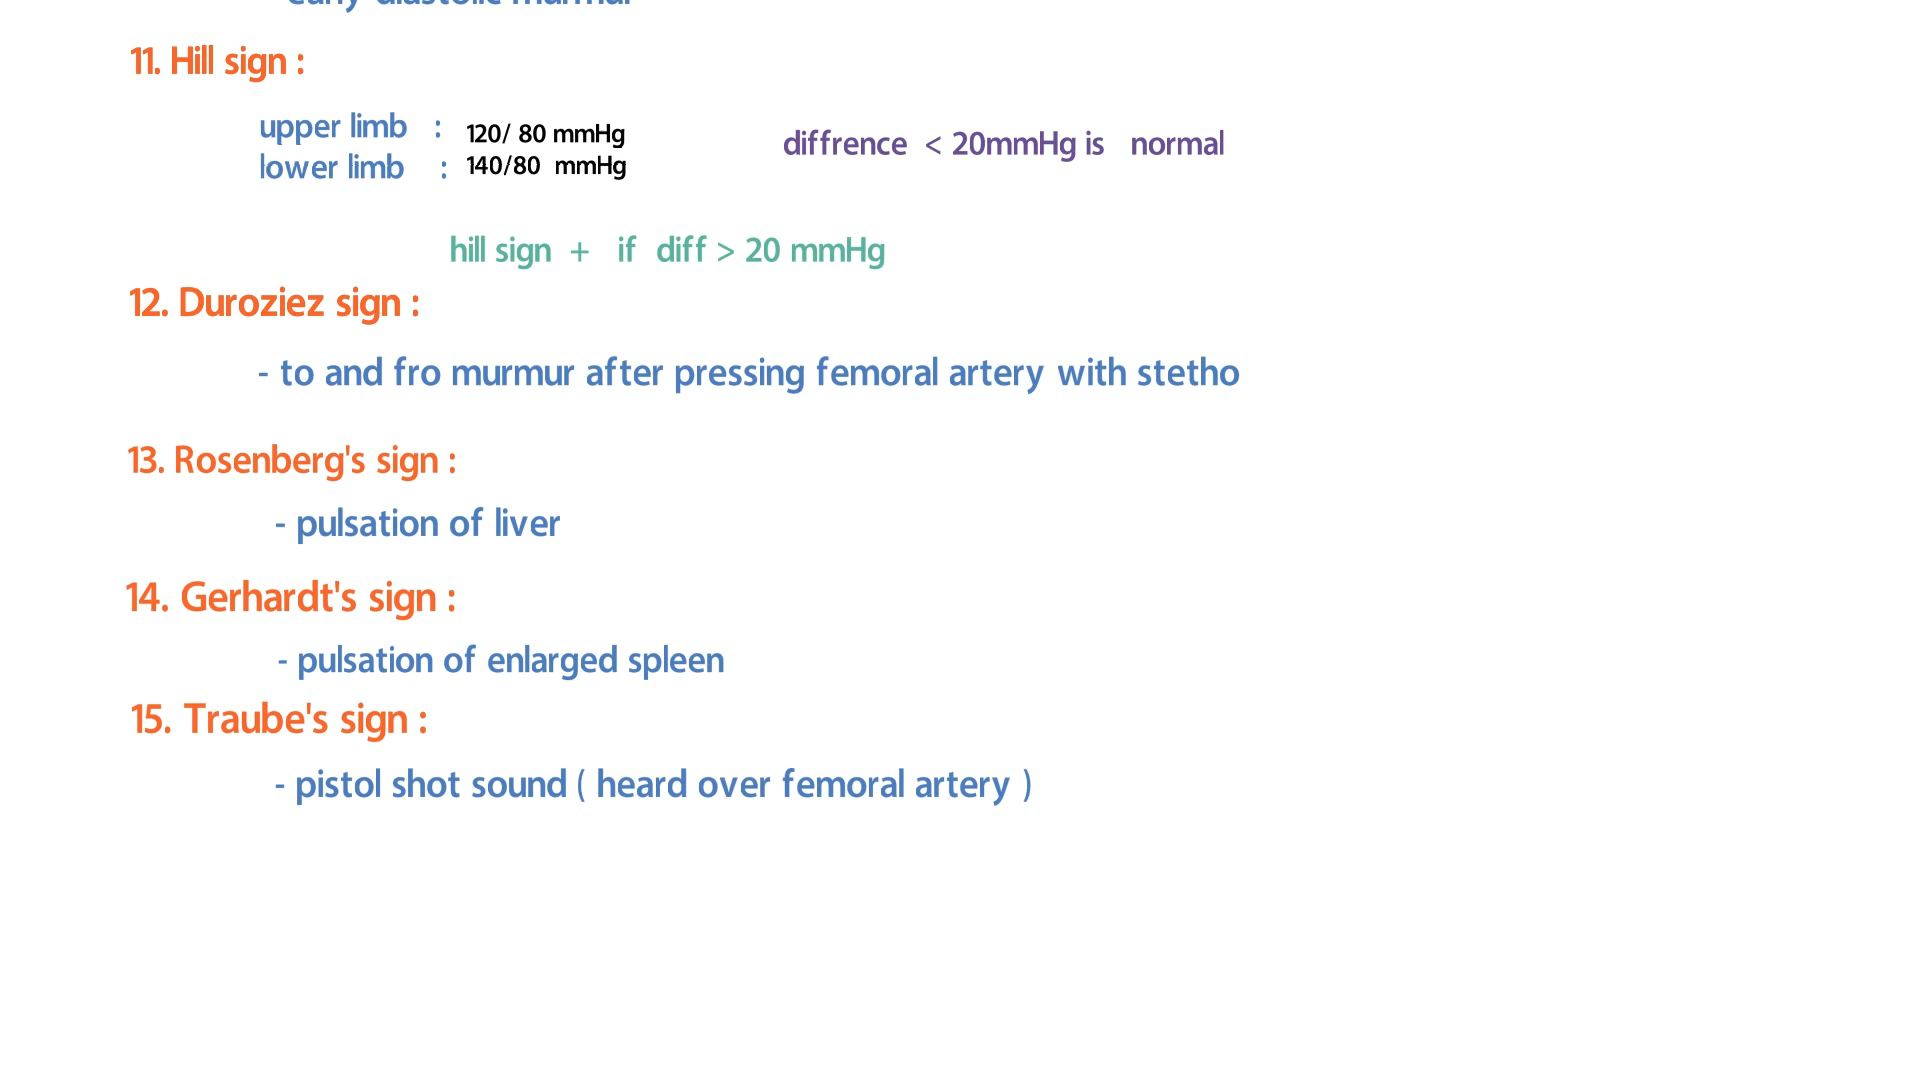 early diastolic murmur
11. Hill sign :
upper limb : 120/ 80 mmHg
lower limb : 140/80 mmHg
diffrence < 20mmHg is normal
hill sign + if diff > 20 mmHg
12. Duroziez sign :
- to and fro murmur after pressing femoral artery with stetho
13. Rosenberg's sign :
- pulsation of liver
14. Gerhardt's sign :
- pulsation of enlarged spleen
15. Traube's sign :
- pistol shot sound ( heard over femoral artery )